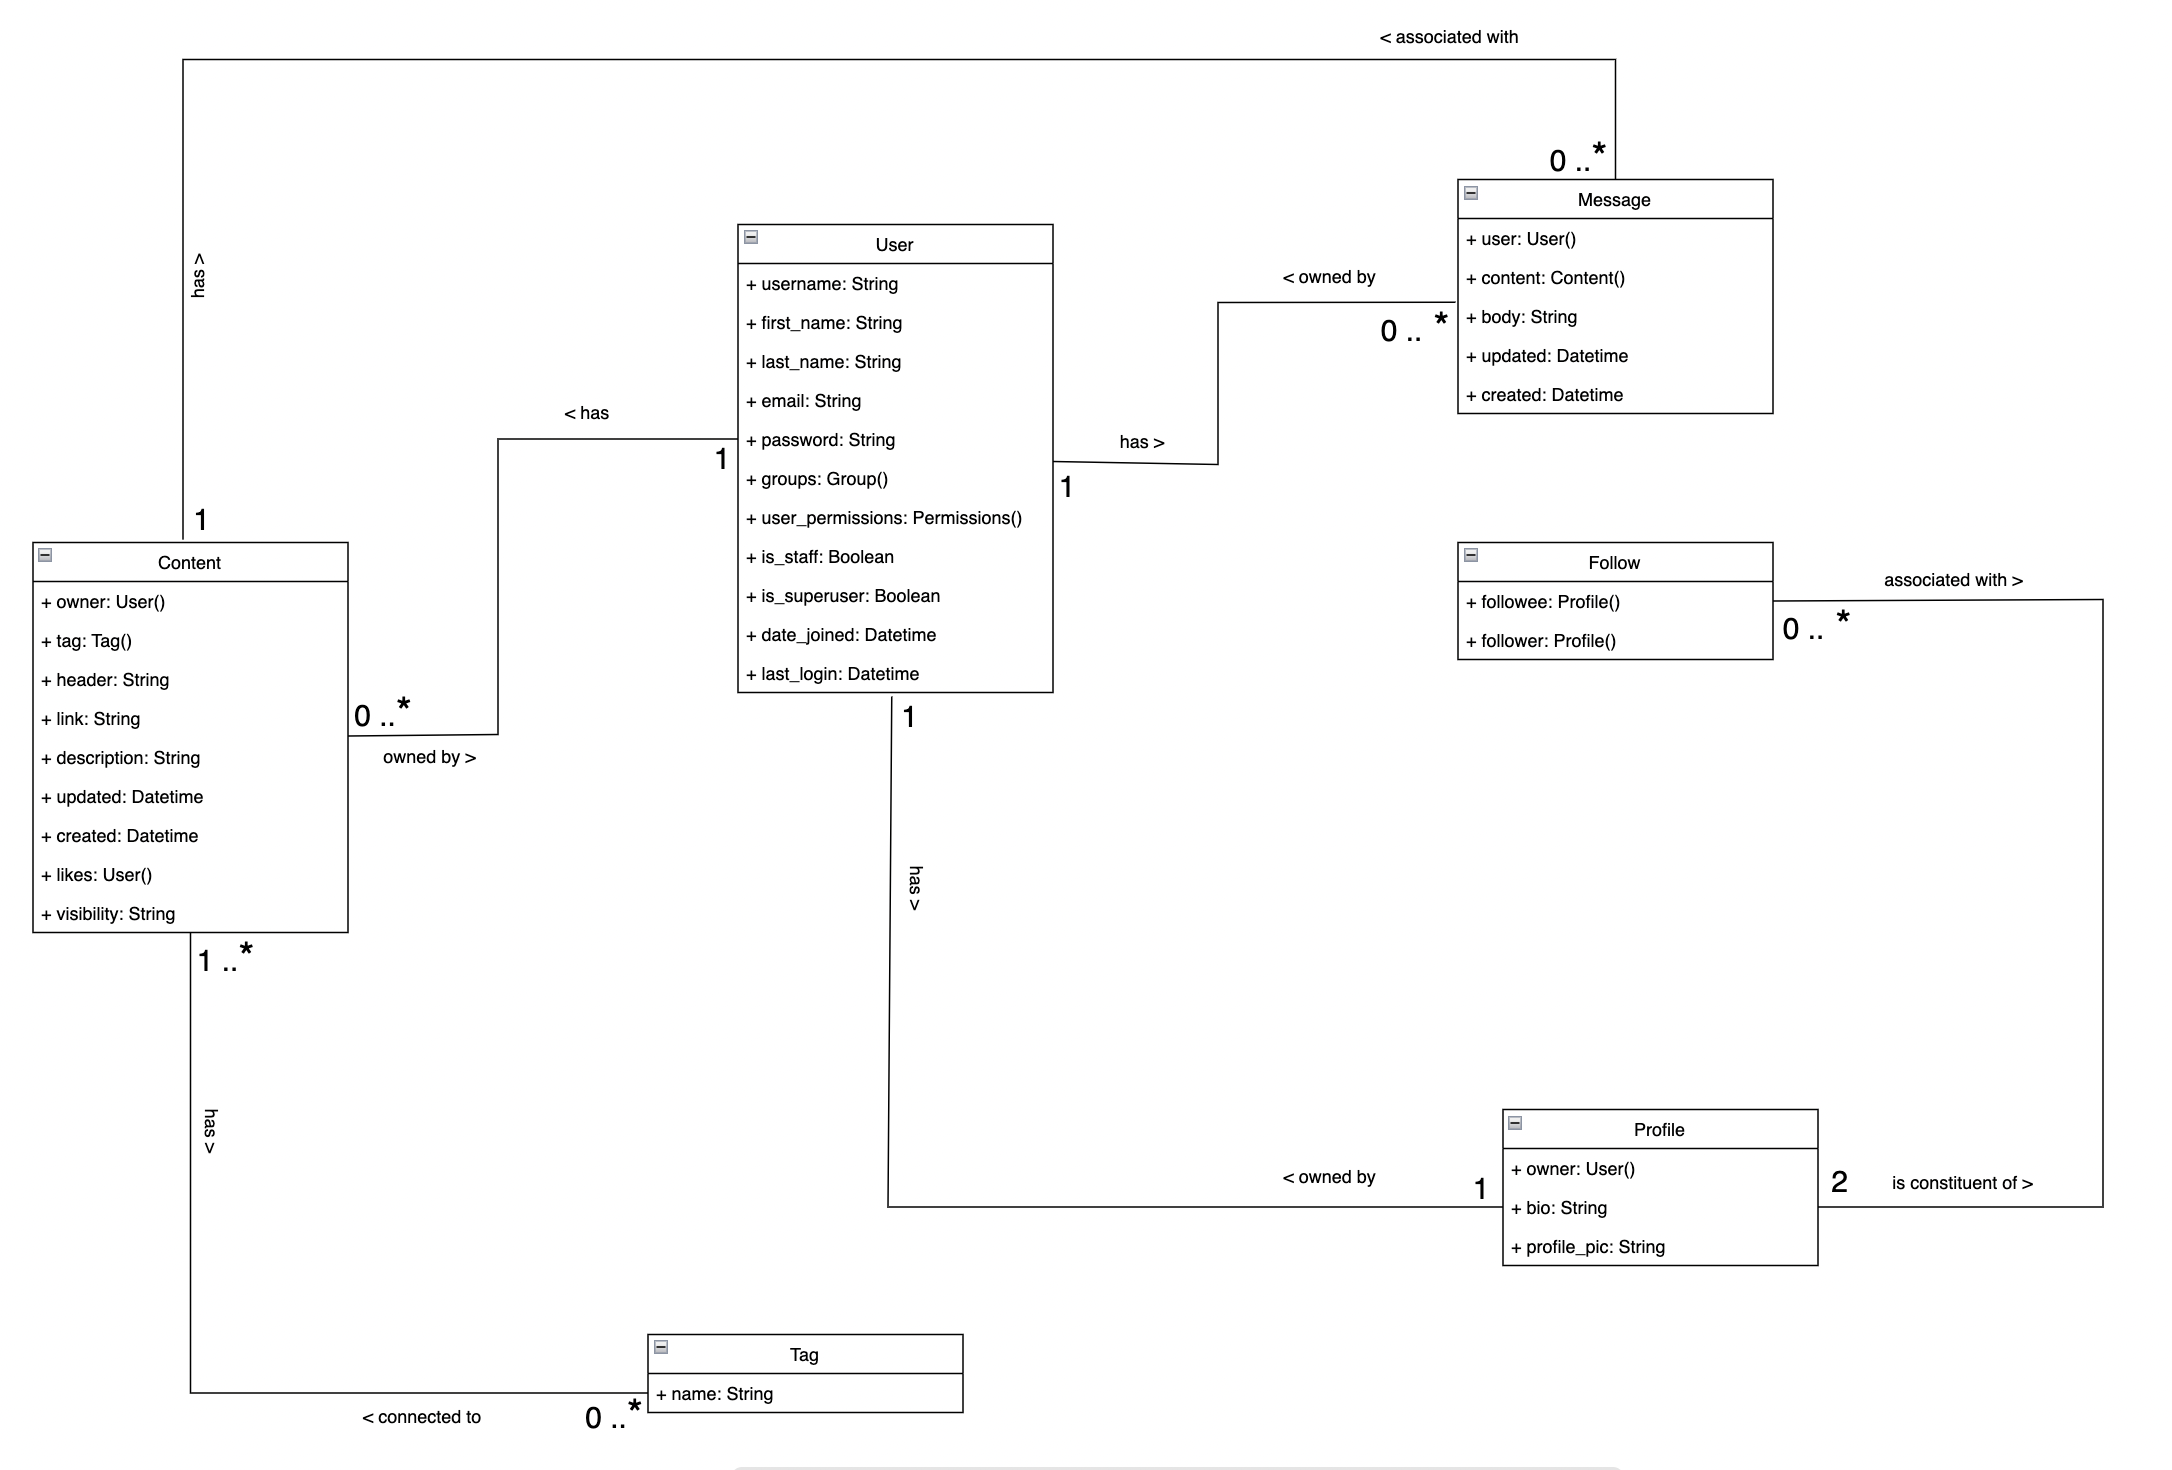 < associated with
0 ..*
Message
+ user: User()
+ content: Content()
+ body: String
+ updated: Datetime
+ created: Datetime
has >
1
User
+ username: String
+ first_name: String
+ last_name: String
+ email: String
+ password: String
+ groups: Group()
+ user_permissions: Permissions()
+ is_staff: Boolean
+ is_superuser: Boolean
+ date_joined: Datetime
+ last_login: Datetime
< owned by
0 .. *
has >
1
< has
1
Content
+ owner: User()
+ tag: Tag()
+ header: String
+ link: String
+ description: String
+ updated: Datetime
+ created: Datetime
+ likes: User()
+ visibility: String
0 ..*
owned by >
Follow
+ followee: Profile()
+ follower: Profile()
associated with >
0 .. *
1
has >
1 ..*
has >
< owned by
1
Profile
+ owner: User()
+ bio: String
+ profile_pic: String
2
is constituent of >
Tag
+ name: String
< connected to
0 ..*